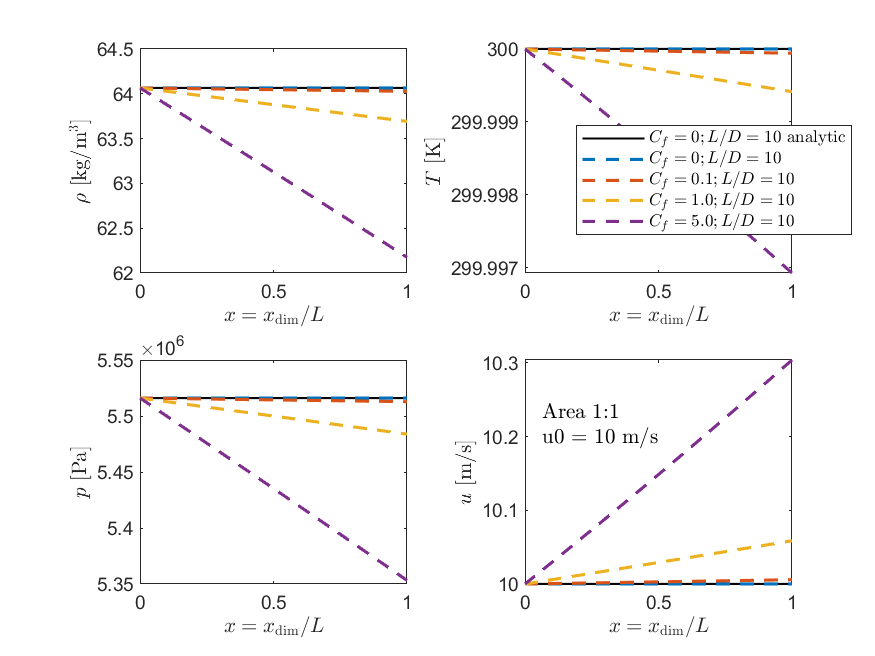 64.5
64
63.5
63
62.5
62
0
0.5
1
ρ [kg/m³]
x = x_dim/L
300
299.999
299.998
299.997
0
0.5
1
T [K]
x = x_dim/L
C_f = 0; L/D = 10 analytic
C_f = 0; L/D = 10
C_f = 0.1; L/D = 10
C_f = 1.0; L/D = 10
C_f = 5.0; L/D = 10
×10⁶
5.55
5.5
5.45
5.4
5.35
0
0.5
1
p [Pa]
x = x_dim/L
10.3
10.2
10.1
10
0
0.5
1
u [m/s]
x = x_dim/L
Area 1:1
u0 = 10 m/s